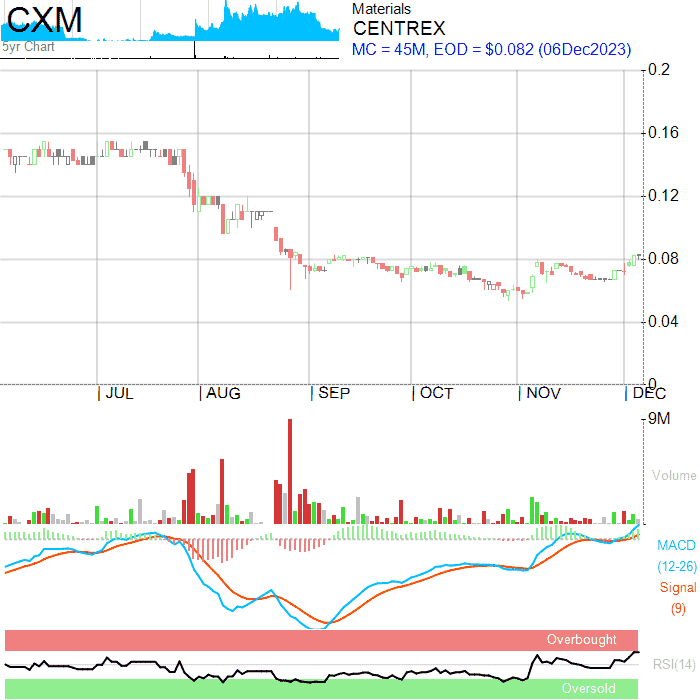 CXM
5yr Chart
Materials
CENTREX
MC = 45M, EOD = $0.082 (06Dec2023)
0.2
0.16
0.12
0.08
0.04
0
JUL AUG SEP OCT NOV DEC
9M
Volume
MACD
(12-26)
Signal
(9)
Overbought
RSI(14)
Oversold